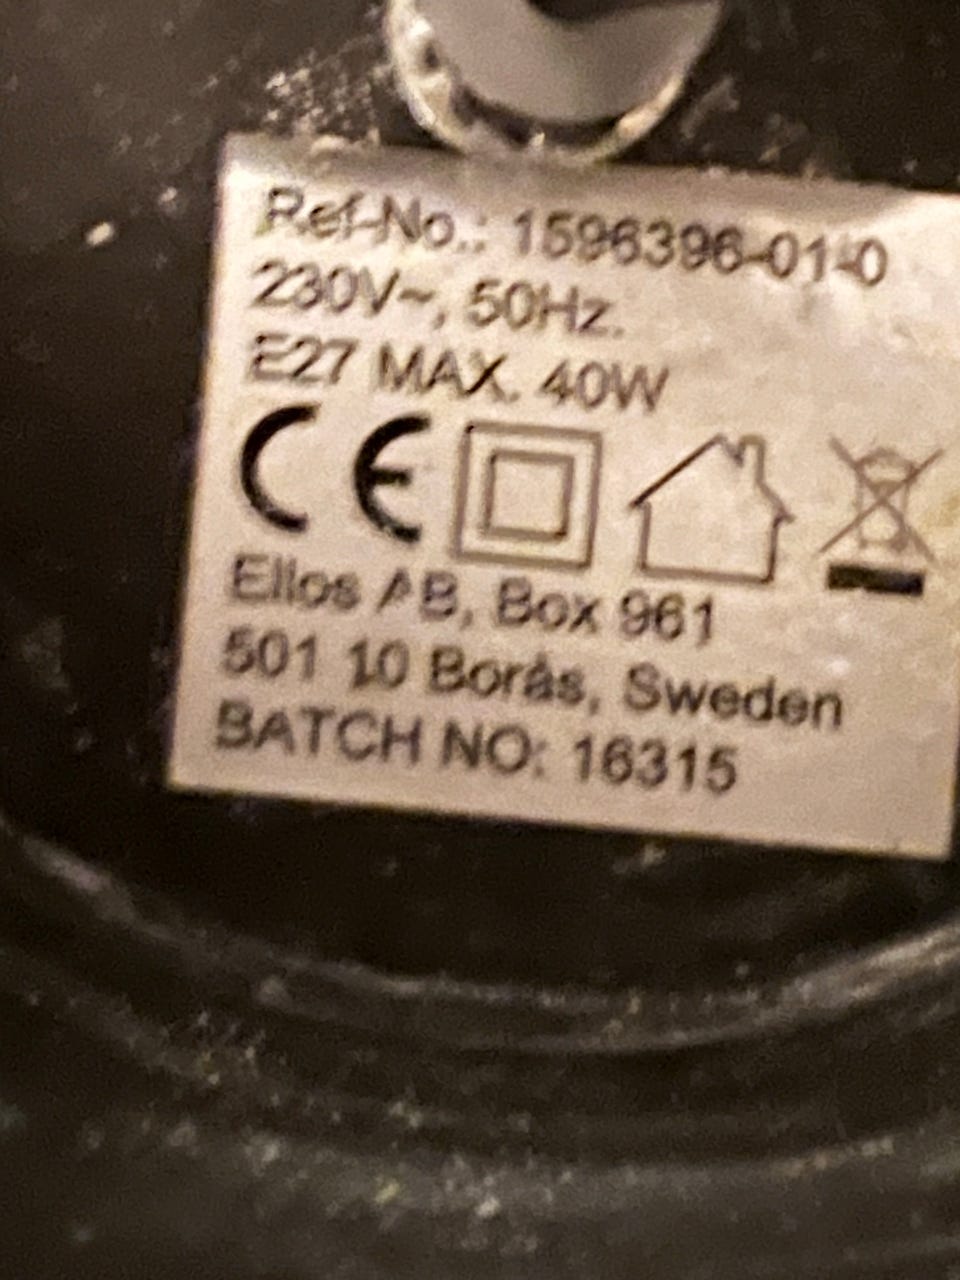 Ref-No.: 1596396-01-0
230V~, 50Hz.
E27 MAX. 40W
CE
Ellos AB, Box 961
501 10 Borås, Sweden
BATCH NO: 16315